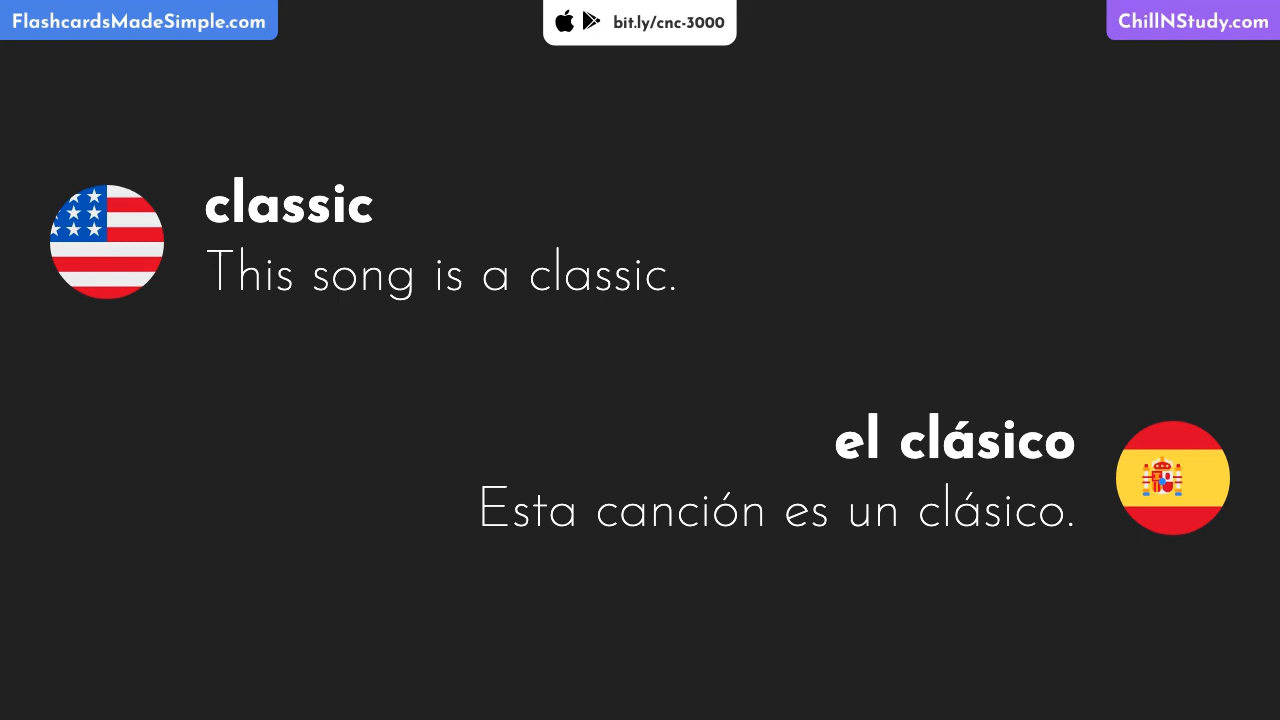 FlashcardsMadeSimple.com
bit.ly/cnc-3000
ChillNStudy.com
classic
This song is a classic.
el clásico
Esta canción es un clásico.